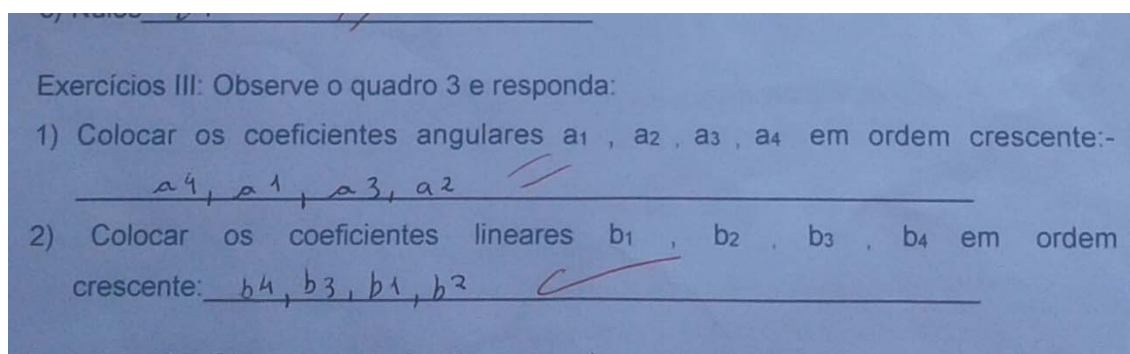 Exercícios III: Observe o quadro 3 e responda:
1) Colocar os coeficientes angulares a1 , a2 , a3 , a4 em ordem crescente:-
a4, a1, a3, a2
2) Colocar os coeficientes lineares b1 , b2 , b3 , b4 em ordem
crescente: b4, b3, b1, b2